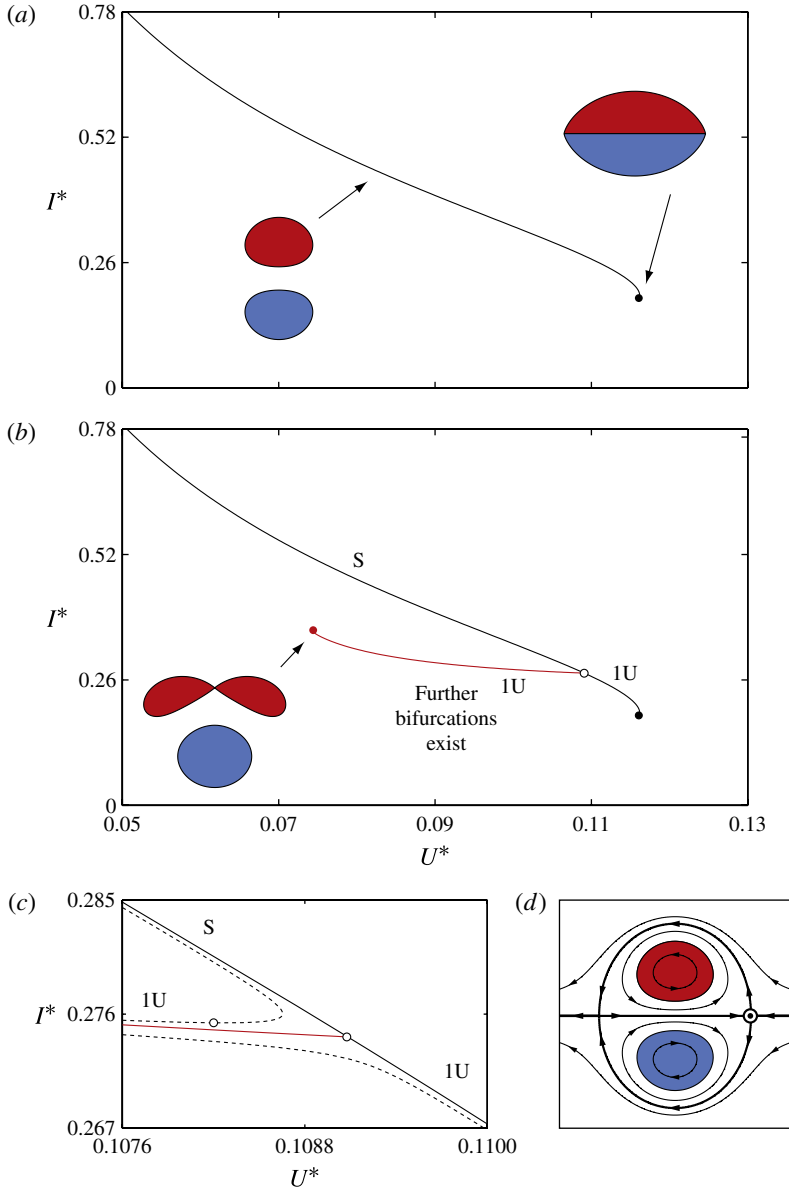 (a)
0.78
0.52
I*
0.26
0
(b)
0.78
0.52
S
I*
0.26
1U
1U
Further
bifurcations
exist
0
0.05
0.07
0.09
0.11
0.13
U*
(c)
0.285
S
I*
0.276
1U
1U
0.267
0.1076
0.1088
0.1100
U*
(d)